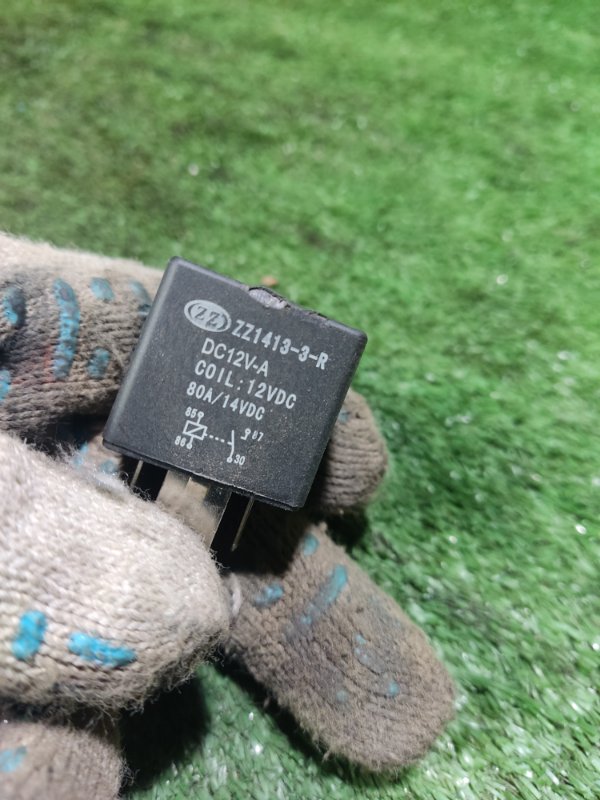 ZZ ZZ1413-3-R
DC12V-A
COIL:12VDC
80A/14VDC
85 87
86 30